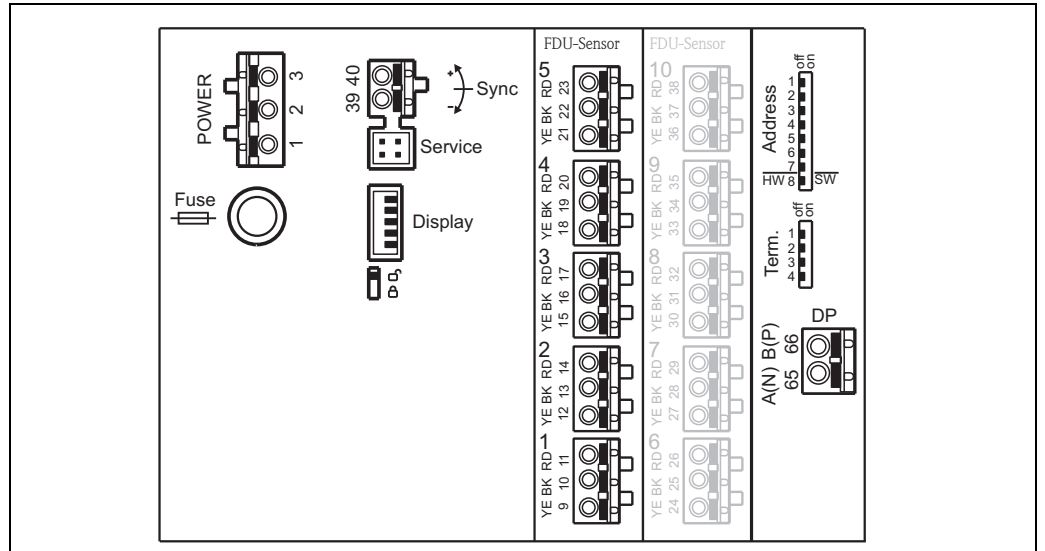 POWER
1 2 3
Fuse
39 40
+
-
Sync
Service
Display
FDU-Sensor
5
YE BK RD
21 22 23
4
YE BK RD
18 19 20
3
YE BK RD
15 16 17
2
YE BK RD
12 13 14
1
YE BK RD
9 10 11
FDU-Sensor
10
YE BK RD
36 37 38
9
YE BK RD
33 34 35
8
YE BK RD
30 31 32
7
YE BK RD
27 28 29
6
YE BK RD
24 25 26
Address
off
on
1
2
3
4
5
6
7
HW 8 SW
Term.
off
on
1
2
3
4
DP
A(N) B(P)
65 66